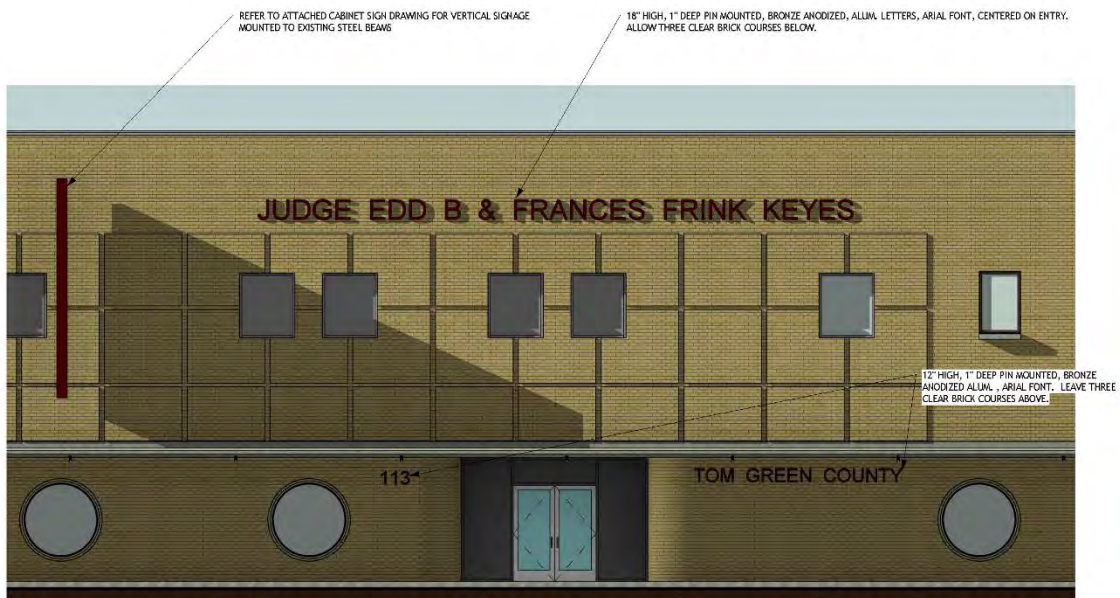 REFER TO ATTACHED CABINET SIGN DRAWING FOR VERTICAL SIGNAGE
MOUNTED TO EXISTING STEEL BEAMS
18" HIGH, 1" DEEP PIN MOUNTED, BRONZE ANODIZED, ALUM. LETTERS, ARIAL FONT, CENTERED ON ENTRY.
ALLOW THREE CLEAR BRICK COURSES BELOW.
JUDGE EDD B & FRANCES FRINK KEYES
12" HIGH, 1" DEEP PIN MOUNTED, BRONZE
ANODIZED ALUM. , ARIAL FONT. LEAVE THREE
CLEAR BRICK COURSES ABOVE.
113
TOM GREEN COUNTY